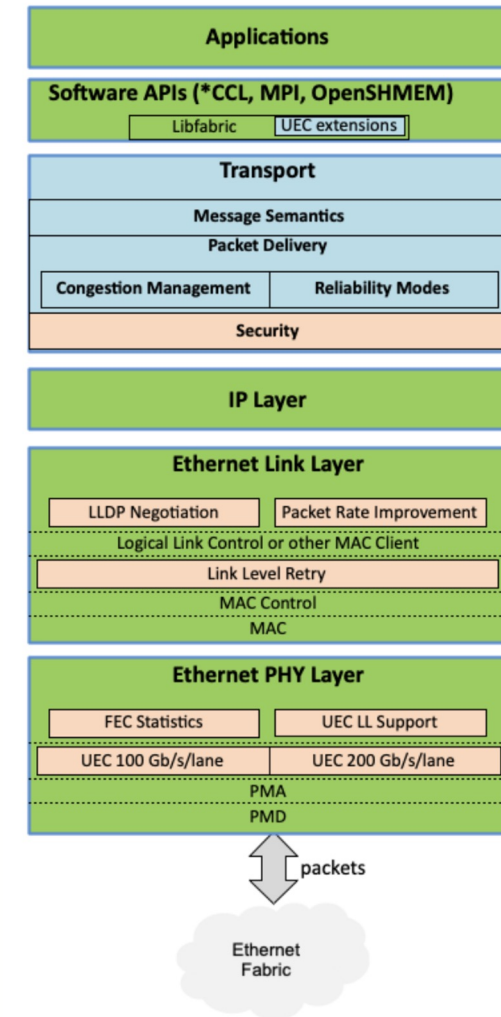 Applications
Software APIs (*CCL, MPI, OpenSHMEM)
Libfabric
UEC extensions
Transport
Message Semantics
Packet Delivery
Congestion Management
Reliability Modes
Security
IP Layer
Ethernet Link Layer
LLDP Negotiation
Packet Rate Improvement
Logical Link Control or other MAC Client
Link Level Retry
MAC Control
MAC
Ethernet PHY Layer
FEC Statistics
UEC LL Support
UEC 100 Gb/s/lane
UEC 200 Gb/s/lane
PMA
PMD
packets
Ethernet
Fabric